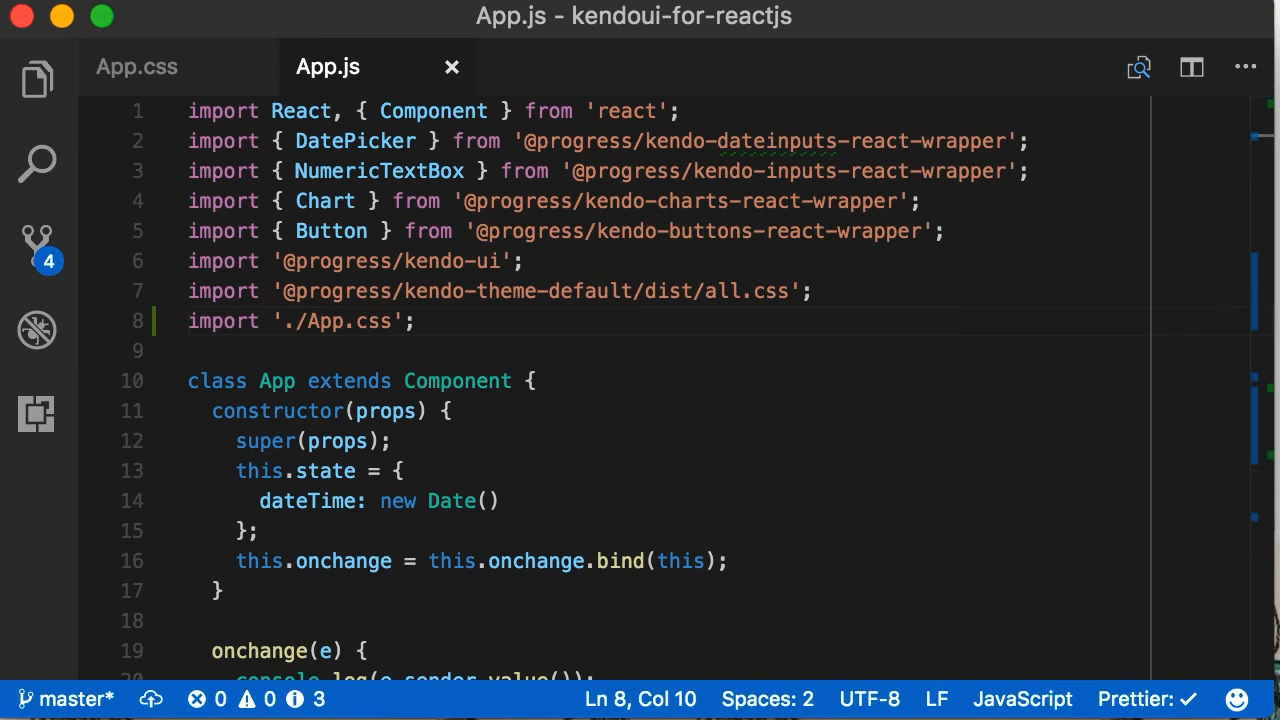 App.js - kendoui-for-reactjs
App.css
App.js ×
1 import React, { Component } from 'react';
2 import { DatePicker } from '@progress/kendo-dateinputs-react-wrapper';
3 import { NumericTextBox } from '@progress/kendo-inputs-react-wrapper';
4 import { Chart } from '@progress/kendo-charts-react-wrapper';
5 import { Button } from '@progress/kendo-buttons-react-wrapper';
6 import '@progress/kendo-ui';
7 import '@progress/kendo-theme-default/dist/all.css';
8 import './App.css';
9
10 class App extends Component {
11   constructor(props) {
12     super(props);
13     this.state = {
14       dateTime: new Date()
15     };
16     this.onchange = this.onchange.bind(this);
17   }
18
19   onchange(e) {
20     console.log(e.sender.value());
4
master* 0 0 3 Ln 8, Col 10 Spaces: 2 UTF-8 LF JavaScript Prettier: ✓